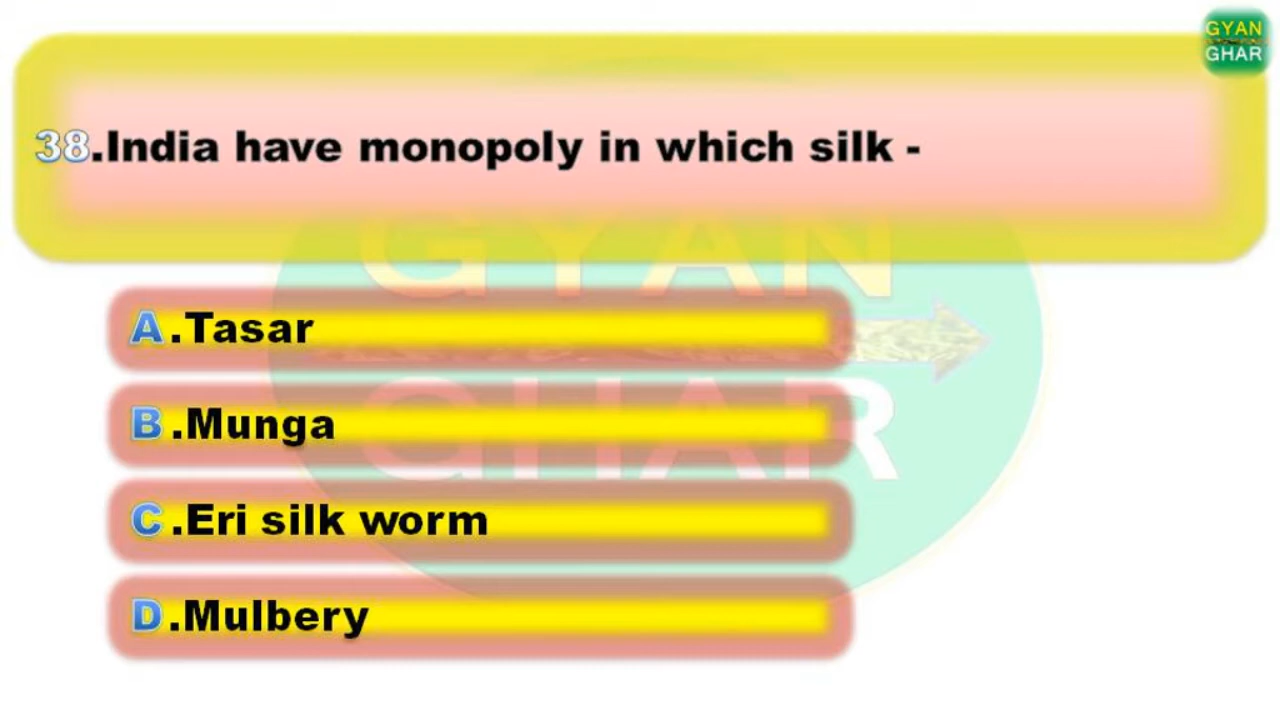 GYAN
GHAR
38.India have monopoly in which silk -
GYAN
GHAR
A.Tasar
B.Munga
C.Eri silk worm
D.Mulbery